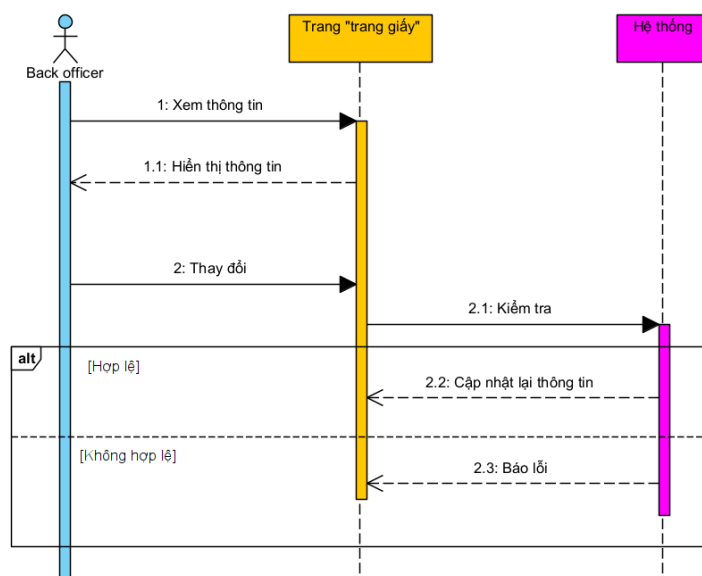 Trang "trang giấy"
Hệ thống
Back officer
1: Xem thông tin
1.1: Hiển thị thông tin
2: Thay đổi
2.1: Kiểm tra
alt
[Hợp lệ]
2.2: Cập nhật lại thông tin
[Không hợp lệ]
2.3: Báo lỗi